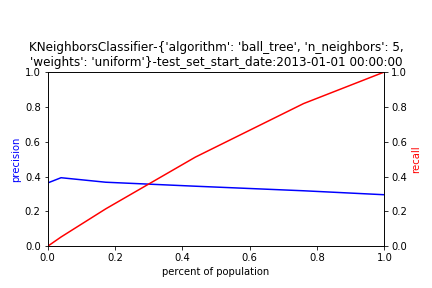 KNeighborsClassifier-{'algorithm': 'ball_tree', 'n_neighbors': 5,
'weights': 'uniform'}-test_set_start_date:2013-01-01 00:00:00
1.0
0.8
0.6
0.4
0.2
0.0
precision
1.0
0.8
0.6
0.4
0.2
0.0
recall
0.0 0.2 0.4 0.6 0.8 1.0
percent of population